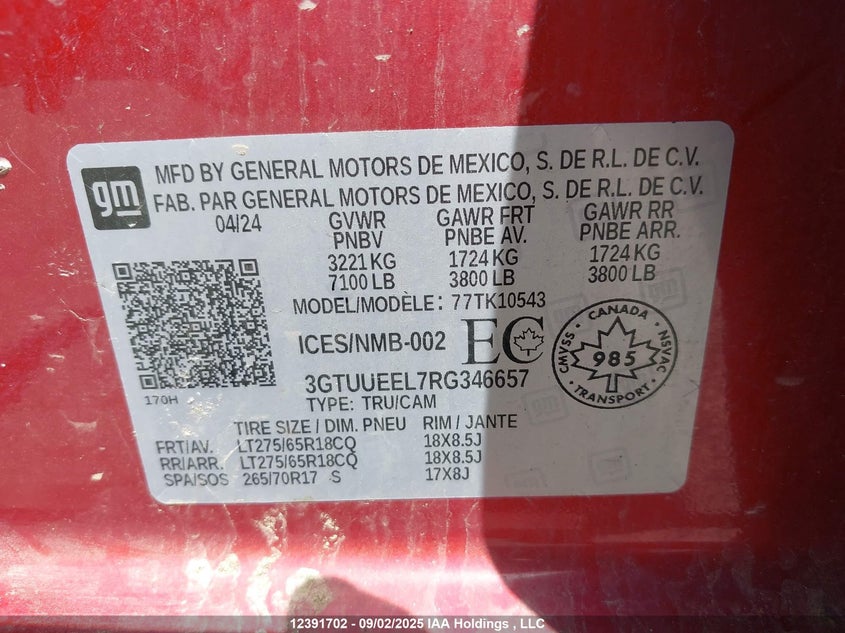 gm
MFD BY GENERAL MOTORS DE MEXICO, S. DE R.L. DE C.V.
FAB. PAR GENERAL MOTORS DE MEXICO, S. DE R.L. DE C.V.
04/24 GVWR GAWR FRT GAWR RR
PNBV PNBE AV. PNBE ARR.
3221 KG 1724 KG 1724 KG
7100 LB 3800 LB 3800 LB
MODEL/MODÈLE: 77TK10543
ICES/NMB-002 EC
CMVSS • CANADA • NSVAC
985
TRANSPORT
3GTUUEEL7RG346657
170H
TYPE: TRU/CAM
TIRE SIZE / DIM. PNEU RIM / JANTE
FRT/AV. LT275/65R18CQ 18X8.5J
RR/ARR. LT275/65R18CQ 18X8.5J
SPA/SOS 265/70R17 S 17X8J
12391702 - 09/02/2025 IAA Holdings , LLC